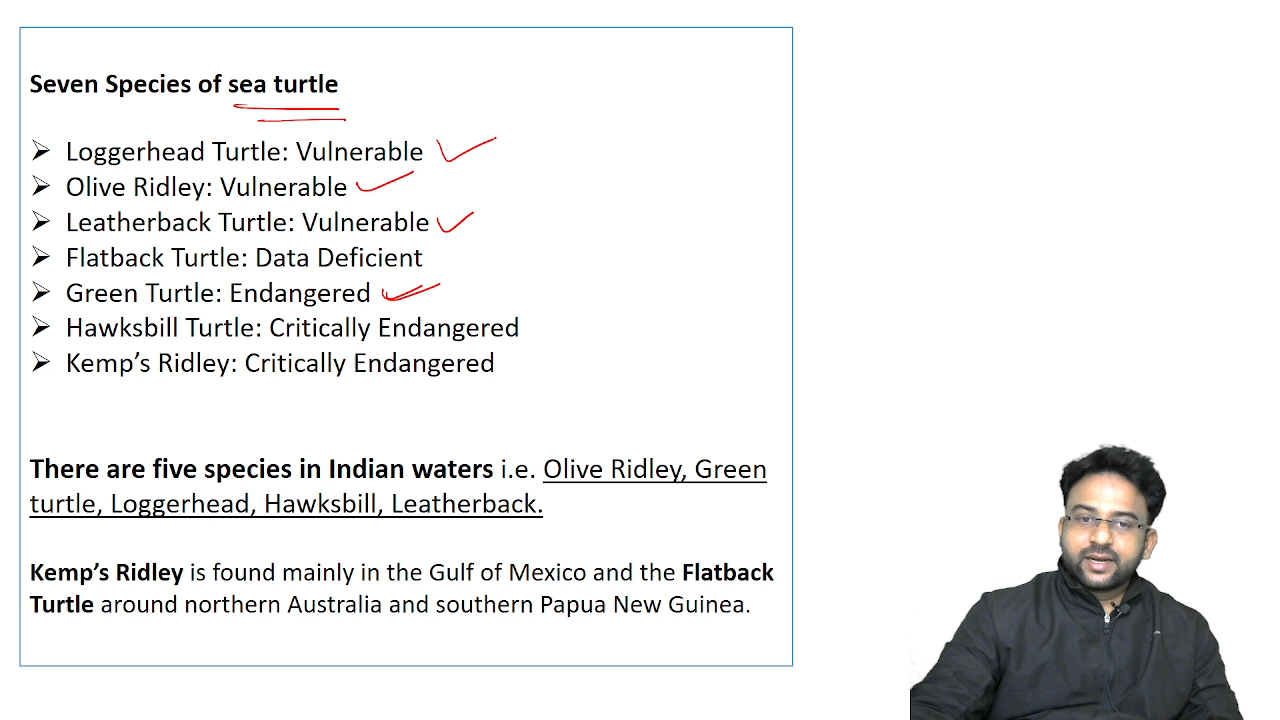 Seven Species of sea turtle
➢ Loggerhead Turtle: Vulnerable
➢ Olive Ridley: Vulnerable
➢ Leatherback Turtle: Vulnerable
➢ Flatback Turtle: Data Deficient
➢ Green Turtle: Endangered
➢ Hawksbill Turtle: Critically Endangered
➢ Kemp’s Ridley: Critically Endangered
There are five species in Indian waters i.e. Olive Ridley, Green
turtle, Loggerhead, Hawksbill, Leatherback.
Kemp’s Ridley is found mainly in the Gulf of Mexico and the Flatback
Turtle around northern Australia and southern Papua New Guinea.